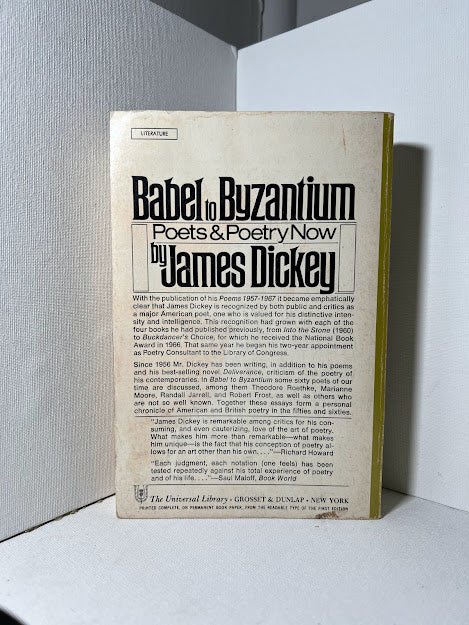 LITERATURE
Babel to Byzantium
Poets & Poetry Now
by James Dickey
With the publication of his Poems 1957-1967 it became emphatically
clear that James Dickey is recognized by both public and critics as
a major American poet, one who is valued for his distinctive inten-
sity and intelligence. This recognition had grown with each of the
four books he had published previously, from Into the Stone (1960)
to Buckdancer's Choice, for which he received the National Book
Award in 1966. That same year he began his two-year appointment
as Poetry Consultant to the Library of Congress.
Since 1956 Mr. Dickey has been writing, in addition to his poems
and his best-selling novel Deliverance, criticism of the poetry of
his contemporaries. In Babel to Byzantium some sixty poets of our
time are discussed, among them Theodore Roethke, Marianne
Moore, Randall Jarrell, and Robert Frost, as well as others who
are not so well known. Together these essays form a personal
chronicle of American and British poetry in the fifties and sixties.
"James Dickey is remarkable among critics for his con-
suming, and even cauterizing, love of the art of poetry.
What makes him more than remarkable—what makes
him unique—is the fact that his conception of poetry al-
lows for an art other than his own. . . ."—Richard Howard
"Each judgment, each notation (one feels) has been
tested repeatedly against his total experience of poetry
and of his life. . . ."—Saul Maloff, Book World
The Universal Library • GROSSET & DUNLAP • NEW YORK
PRINTED COMPLETE, ON PERMANENT BOOK PAPER, FROM THE READABLE TYPE OF THE FIRST EDITION